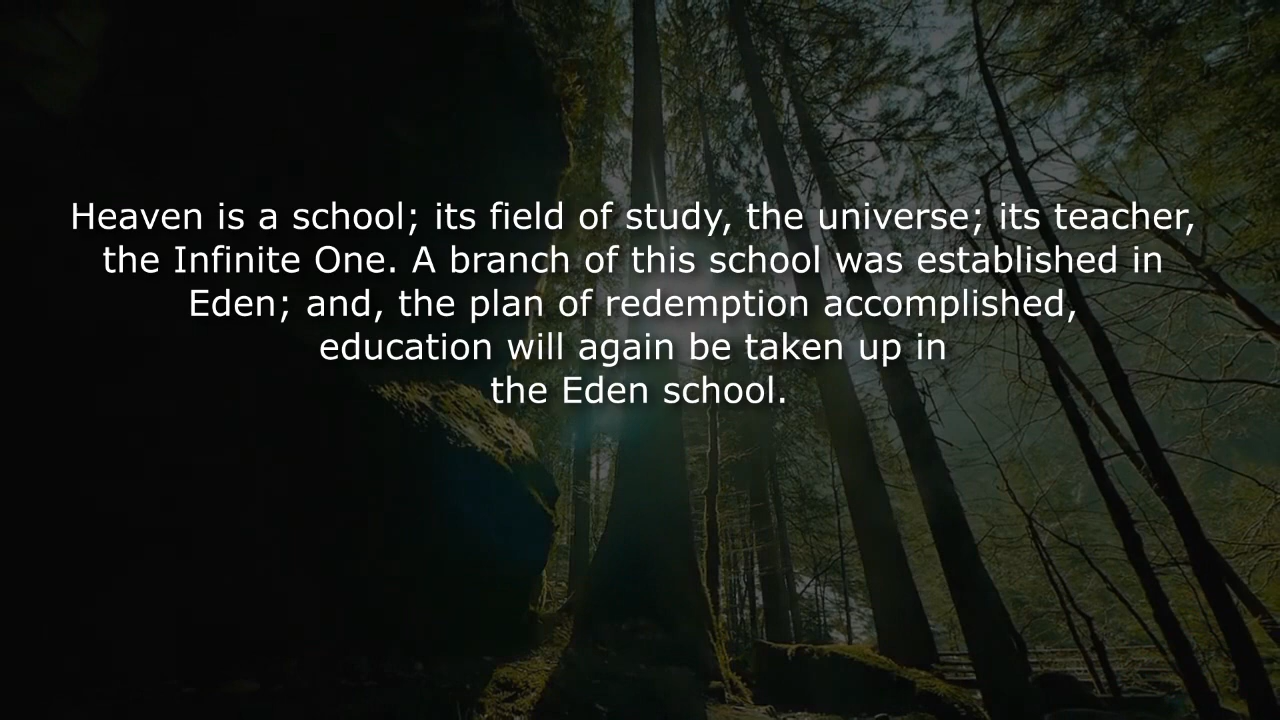 Heaven is a school; its field of study, the universe; its teacher,
the Infinite One. A branch of this school was established in
Eden; and, the plan of redemption accomplished,
education will again be taken up in
the Eden school.